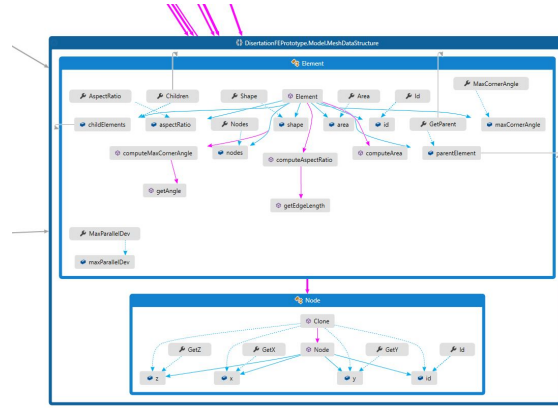 DisertationFEPrototype.Model.MeshDataStructure
Element
AspectRatio Children Shape Element Area Id MaxCornerAngle
Nodes GetParent
childElements aspectRatio shape area id maxCornerAngle
computeMaxCornerAngle nodes computeAspectRatio computeArea parentElement
getAngle
getEdgeLength
MaxParallelDev
maxParallelDev
Node
Clone
GetZ GetX Node GetY Id
z x y id